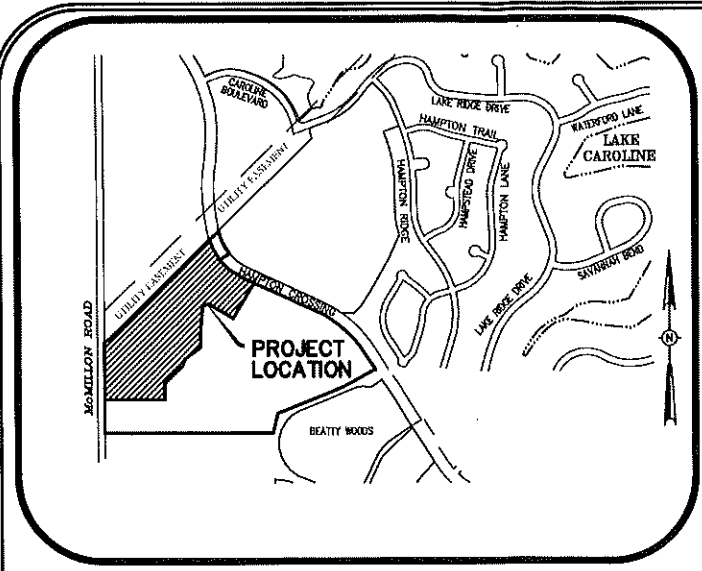 CAROLINE
BOULEVARD
LAKE RIDGE DRIVE
WATERFORD LANE
HAMPTON TRAIL
LAKE
CAROLINE
HAMPTON RIDGE
HAMPSTEAD DRIVE
HAMPTON LANE
UTILITY EASEMENT
UTILITY EASEMENT
SAVANNAH BEND
HAMPTON CROSSING
LAKE RIDGE DRIVE
McMILLON ROAD
N
PROJECT
LOCATION
BEATTY WOODS